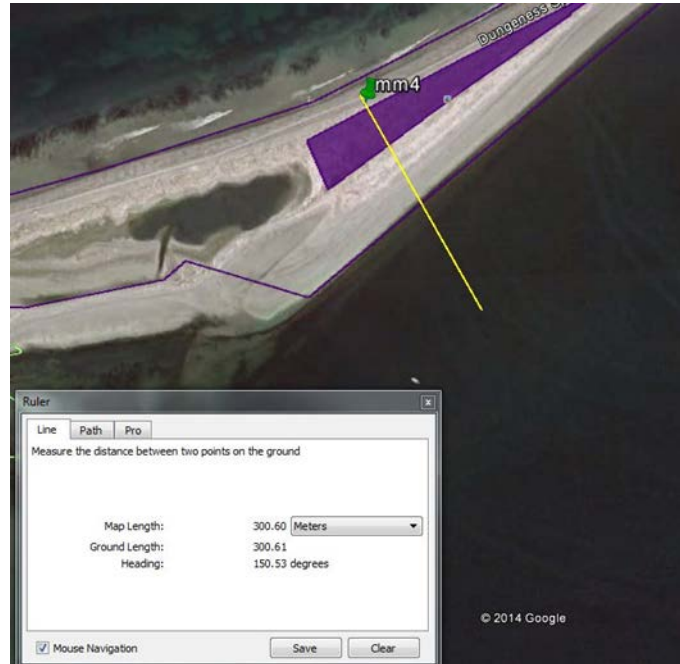 Dungeness
mm4
Ruler
x
Line Path Pro
Measure the distance between two points on the ground
Map Length: 300.60 Meters
Ground Length: 300.61
Heading: 150.53 degrees
© 2014 Google
Mouse Navigation Save Clear